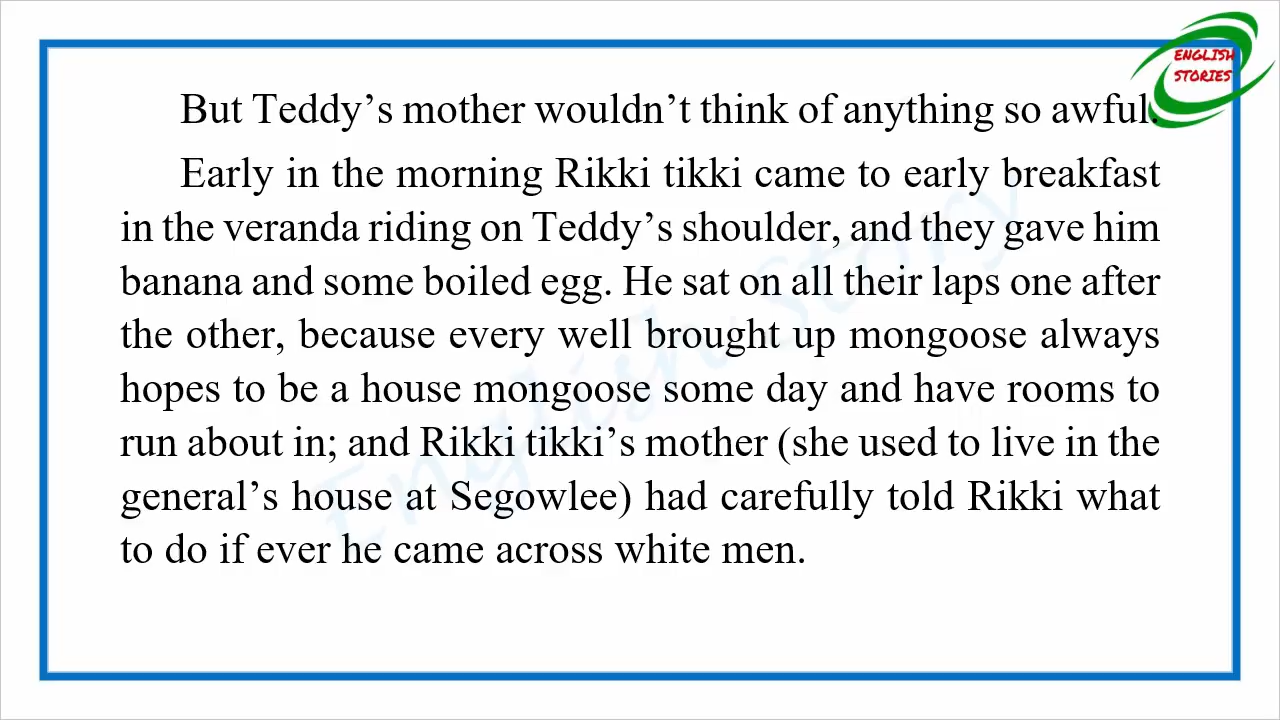 ENGLISH
STORIES
But Teddy’s mother wouldn’t think of anything so awful.
Early in the morning Rikki tikki came to early breakfast
in the veranda riding on Teddy’s shoulder, and they gave him
banana and some boiled egg. He sat on all their laps one after
the other, because every well brought up mongoose always
hopes to be a house mongoose some day and have rooms to
run about in; and Rikki tikki’s mother (she used to live in the
general’s house at Segowlee) had carefully told Rikki what
to do if ever he came across white men.
English Story